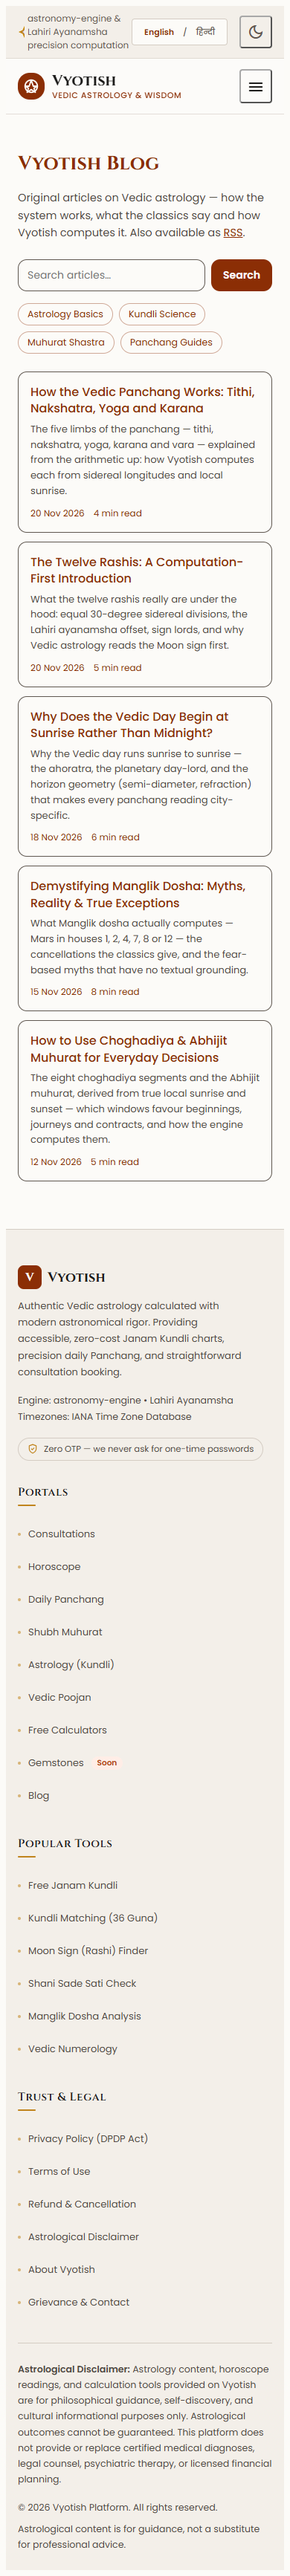 astronomy-engine &
Lahiri Ayanamsha
precision computation
English / हिन्दी
Vyotish
VEDIC ASTROLOGY & WISDOM
Vyotish Blog
Original articles on Vedic astrology — how the
system works, what the classics say and how
Vyotish computes it. Also available as RSS.
Search articles...
Search
Astrology Basics
Kundli Science
Muhurat Shastra
Panchang Guides
How the Vedic Panchang Works: Tithi,
Nakshatra, Yoga and Karana
The five limbs of the panchang — tithi,
nakshatra, yoga, karana and vara — explained
from the arithmetic up: how Vyotish computes
each from sidereal longitudes and local
sunrise.
20 Nov 2026 4 min read
The Twelve Rashis: A Computation-
First Introduction
What the twelve rashis really are under the
hood: equal 30-degree sidereal divisions, the
Lahiri ayanamsha offset, sign lords, and why
Vedic astrology reads the Moon sign first.
20 Nov 2026 5 min read
Why Does the Vedic Day Begin at
Sunrise Rather Than Midnight?
Why the Vedic day runs sunrise to sunrise —
the ahoratra, the planetary day-lord, and the
horizon geometry (semi-diameter, refraction)
that makes every panchang reading city-
specific.
18 Nov 2026 6 min read
Demystifying Manglik Dosha: Myths,
Reality & True Exceptions
What Manglik dosha actually computes —
Mars in houses 1, 2, 4, 7, 8 or 12 — the
cancellations the classics give, and the fear-
based myths that have no textual grounding.
15 Nov 2026 8 min read
How to Use Choghadiya & Abhijit
Muhurat for Everyday Decisions
The eight choghadiya segments and the Abhijit
muhurat, derived from true local sunrise and
sunset — which windows favour beginnings,
journeys and contracts, and how the engine
computes them.
12 Nov 2026 5 min read
V Vyotish
Authentic Vedic astrology calculated with
modern astronomical rigor. Providing
accessible, zero-cost Janam Kundli charts,
precision daily Panchang, and straightforward
consultation booking.
Engine: astronomy-engine • Lahiri Ayanamsha
Timezones: IANA Time Zone Database
Zero OTP — we never ask for one-time passwords
Portals
Consultations
Horoscope
Daily Panchang
Shubh Muhurat
Astrology (Kundli)
Vedic Poojan
Free Calculators
Gemstones Soon
Blog
Popular Tools
Free Janam Kundli
Kundli Matching (36 Guna)
Moon Sign (Rashi) Finder
Shani Sade Sati Check
Manglik Dosha Analysis
Vedic Numerology
Trust & Legal
Privacy Policy (DPDP Act)
Terms of Use
Refund & Cancellation
Astrological Disclaimer
About Vyotish
Grievance & Contact
Astrological Disclaimer: Astrology content, horoscope
readings, and calculation tools provided on Vyotish
are for philosophical guidance, self-discovery, and
cultural informational purposes only. Astrological
outcomes cannot be guaranteed. This platform does
not provide or replace certified medical diagnoses,
legal counsel, psychiatric therapy, or licensed financial
planning.
© 2026 Vyotish Platform. All rights reserved.
Astrological content is for guidance, not a substitute
for professional advice.